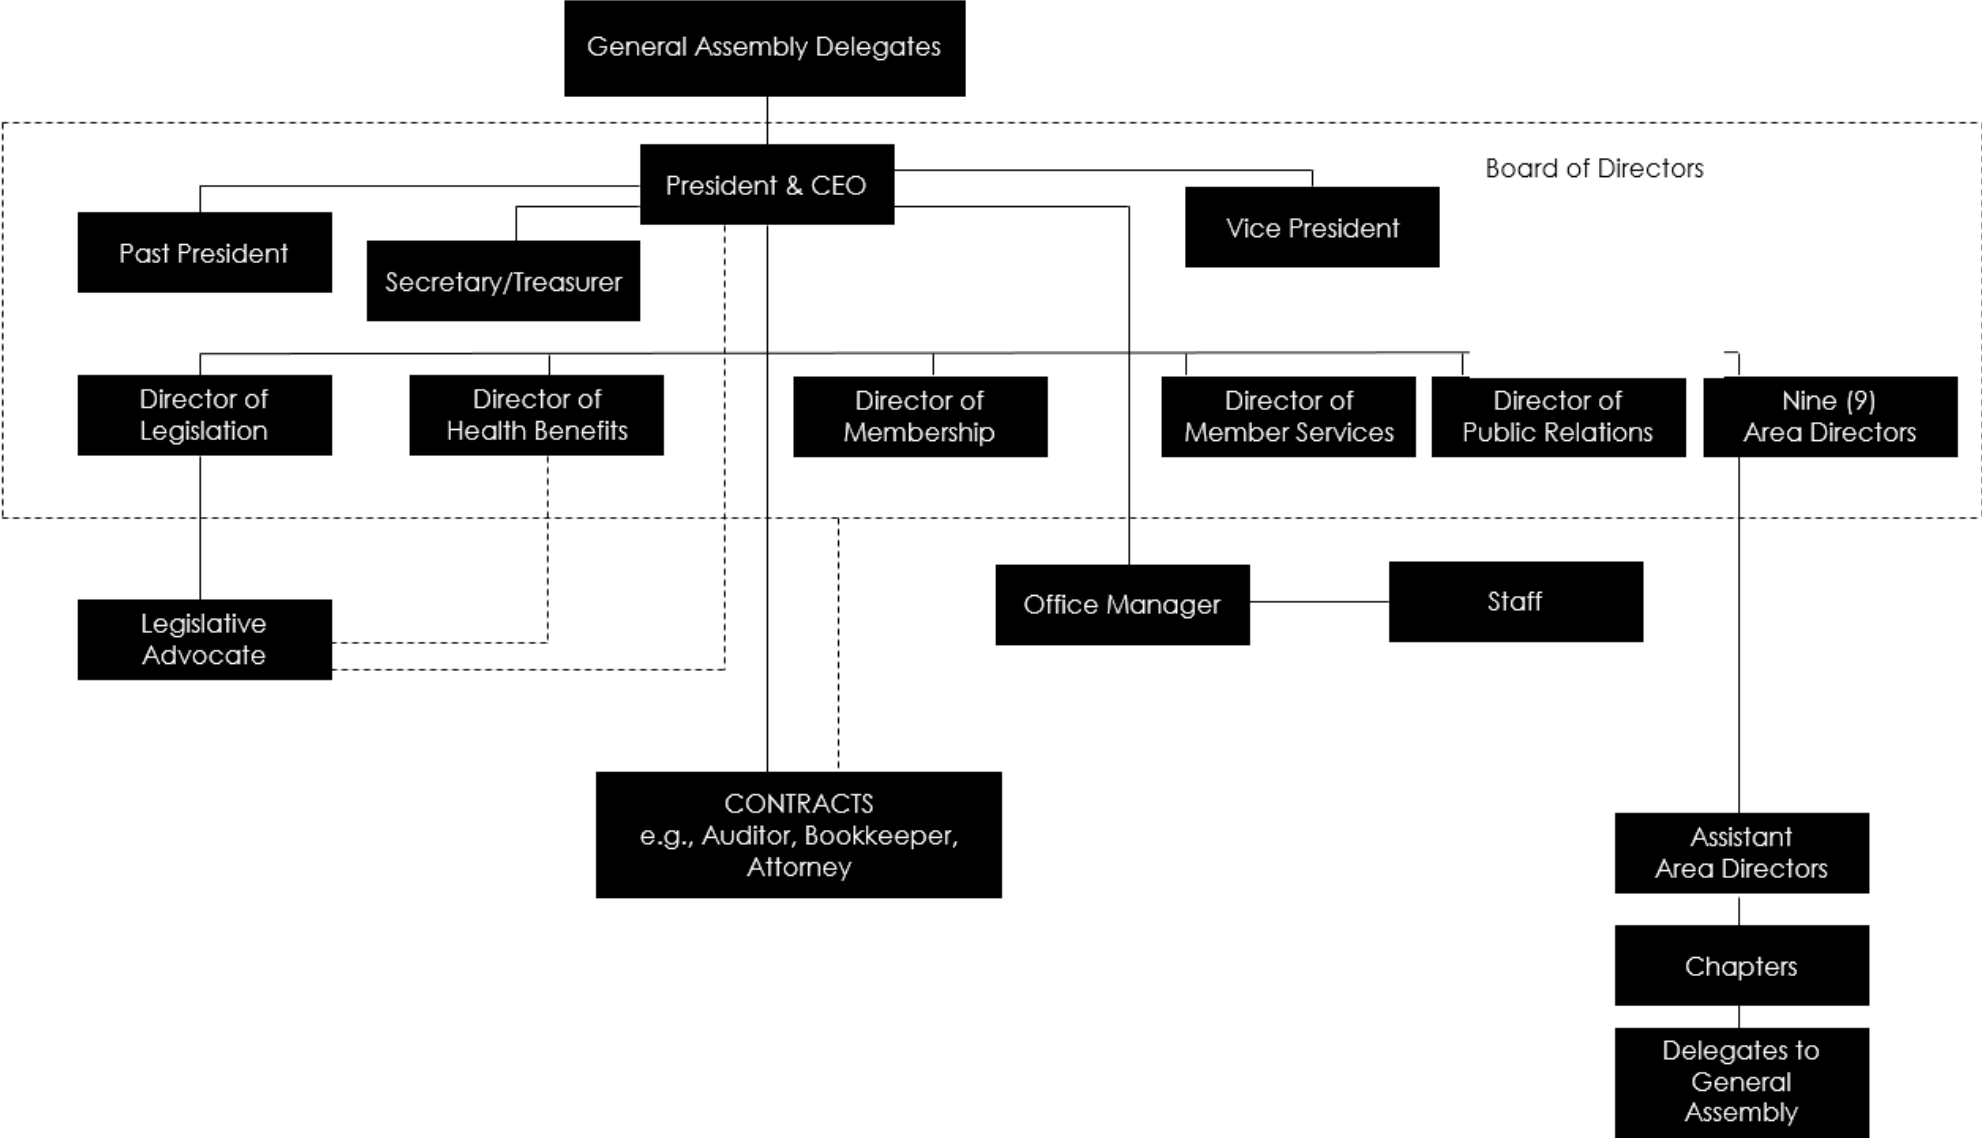 General Assembly Delegates
Board of Directors
President & CEO
Vice President
Past President
Secretary/Treasurer
Director of
Legislation
Director of
Health Benefits
Director of
Membership
Director of
Member Services
Director of
Public Relations
Nine (9)
Area Directors
Legislative
Advocate
Office Manager
Staff
CONTRACTS
e.g., Auditor, Bookkeeper,
Attorney
Assistant
Area Directors
Chapters
Delegates to
General
Assembly